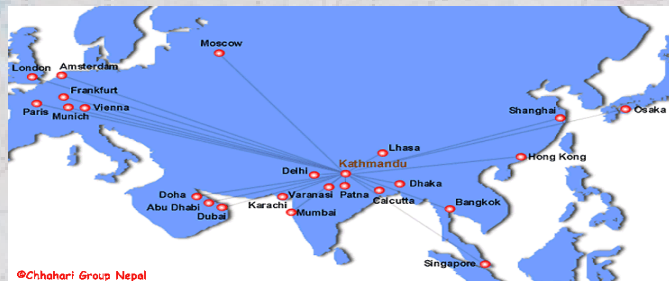 Moscow
London
Amsterdam
Frankfurt
Paris
Munich
Vienna
Shanghai
Osaka
Lhasa
Hong Kong
Kathmandu
Delhi
Dhaka
Doha
Varanasi
Patna
Calcutta
Abu Dhabi
Karachi
Bangkok
Dubai
Mumbai
Singapore
©Chhahari Group Nepal